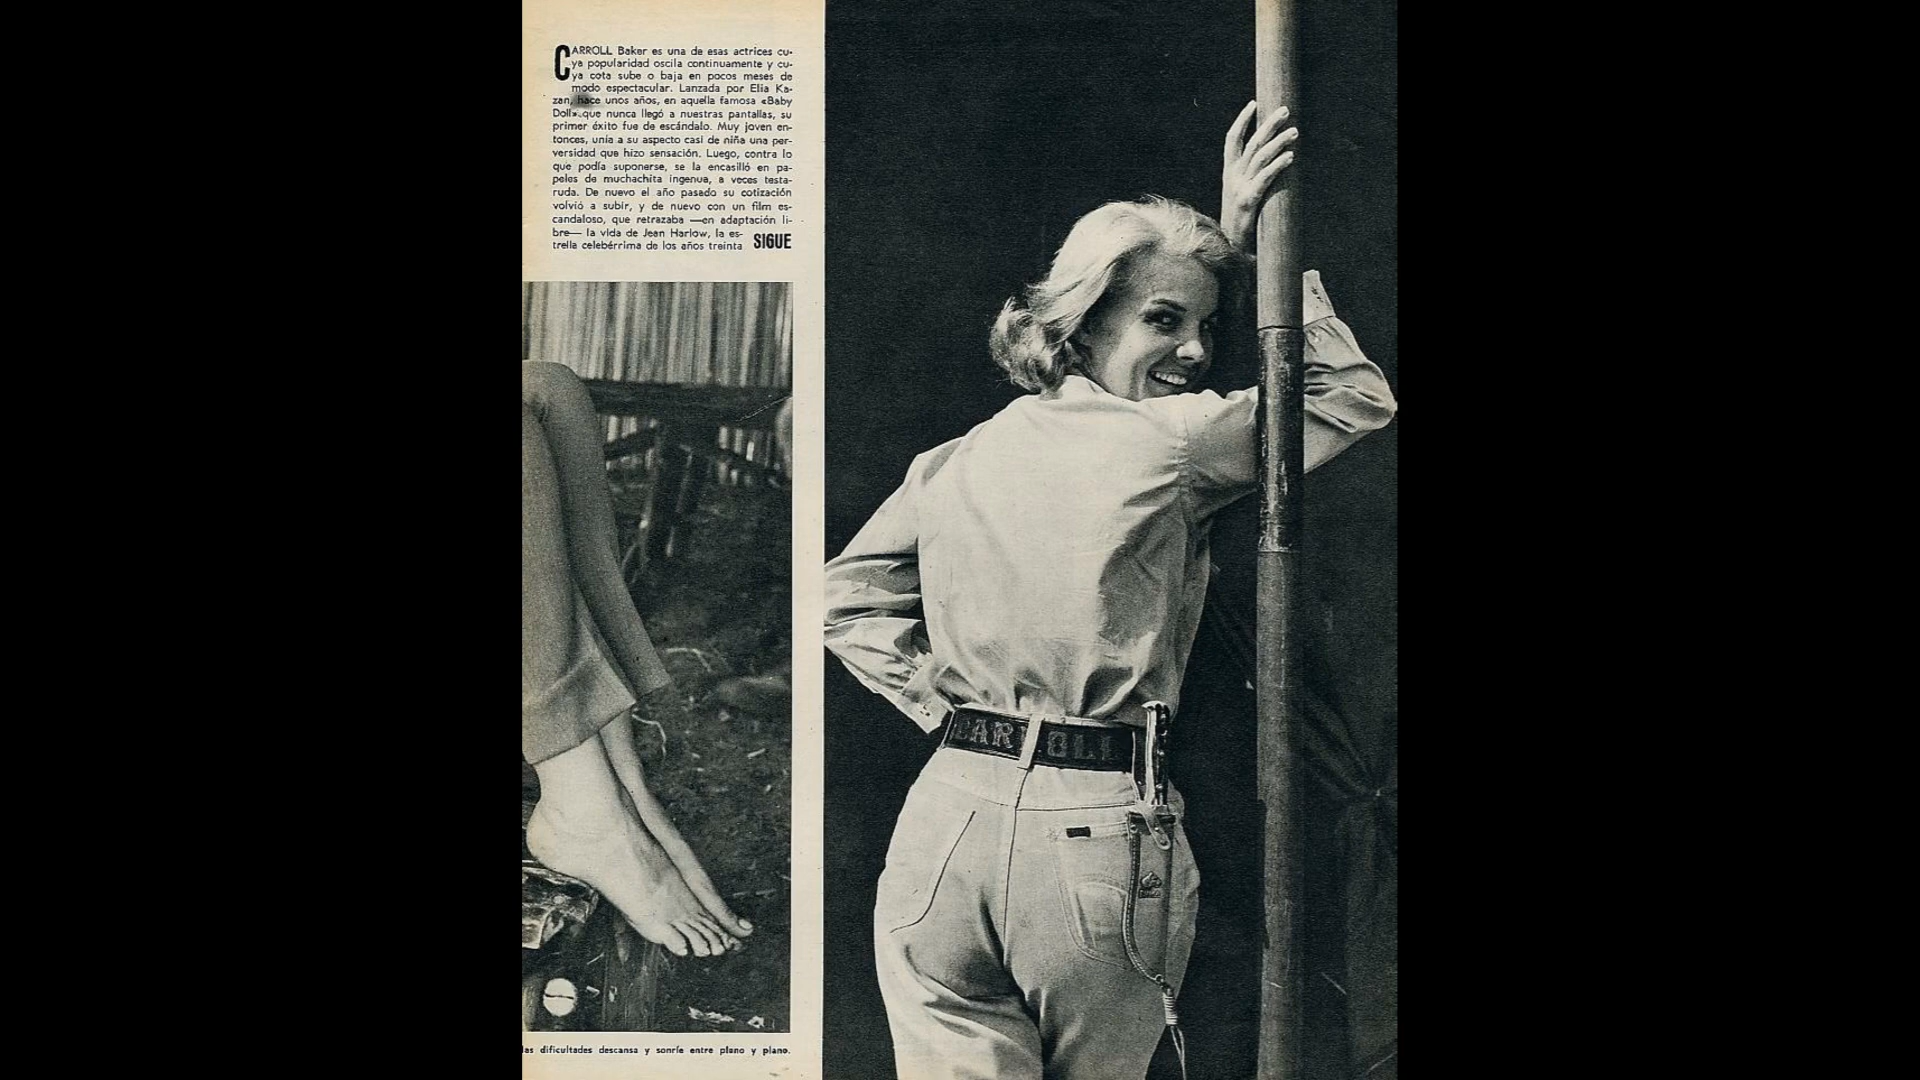 CARROLL Baker es una de esas actrices cu-
ya popularidad oscila continuamente y cu-
ya cota sube o baja en pocos meses de
modo espectacular. Lanzada por Elia Ka-
zan, hace unos años, en aquella famosa «Baby
Doll» que nunca llegó a nuestras pantallas, su
primer éxito fue de escándalo. Muy joven en-
tonces, unía a su aspecto casi de niña una per-
versidad que hizo sensación. Luego, contra lo
que podía suponerse, se la encasilló en pa-
peles de muchachita ingenua, a veces testa-
ruda. De nuevo el año pasado su cotización
volvió a subir, y de nuevo con un film es-
candaloso, que retrazaba —en adaptación li-
bre— la vida de Jean Harlow, la es-
trella celebérrima de los años treinta
SIGUE
las dificultades descansa y sonríe entre plano y plano.
CARROLL